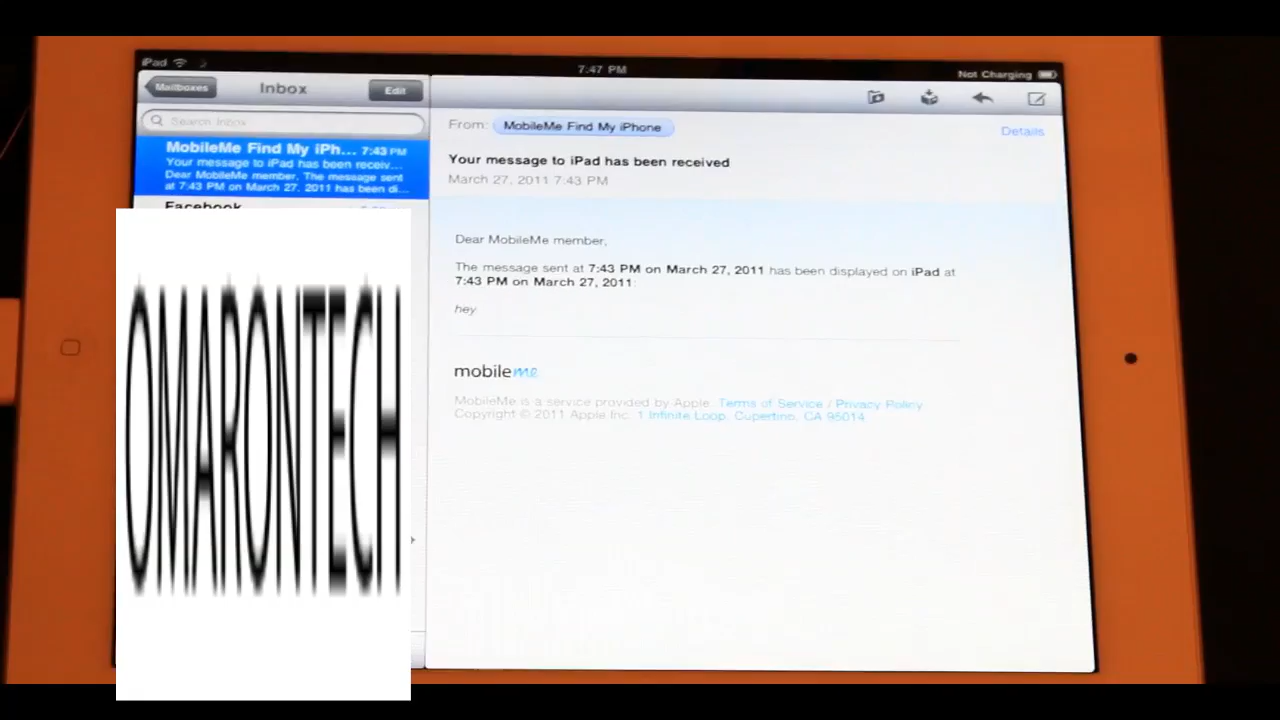 iPad
7:47 PM
Not Charging
Mailboxes
Inbox
Edit
Search Inbox
MobileMe Find My iPh... 7:43 PM
Your message to iPad has been receiv...
Dear MobileMe member, The message sent
at 7:43 PM on March 27, 2011 has been di...
Facebook
From: MobileMe Find My iPhone
Details
Your message to iPad has been received
March 27, 2011 7:43 PM
Dear MobileMe member,
The message sent at 7:43 PM on March 27, 2011 has been displayed on iPad at
7:43 PM on March 27, 2011:
hey
mobileme
MobileMe is a service provided by Apple. Terms of Service / Privacy Policy
Copyright © 2011 Apple Inc. 1 Infinite Loop, Cupertino, CA 95014
OMARONTECH